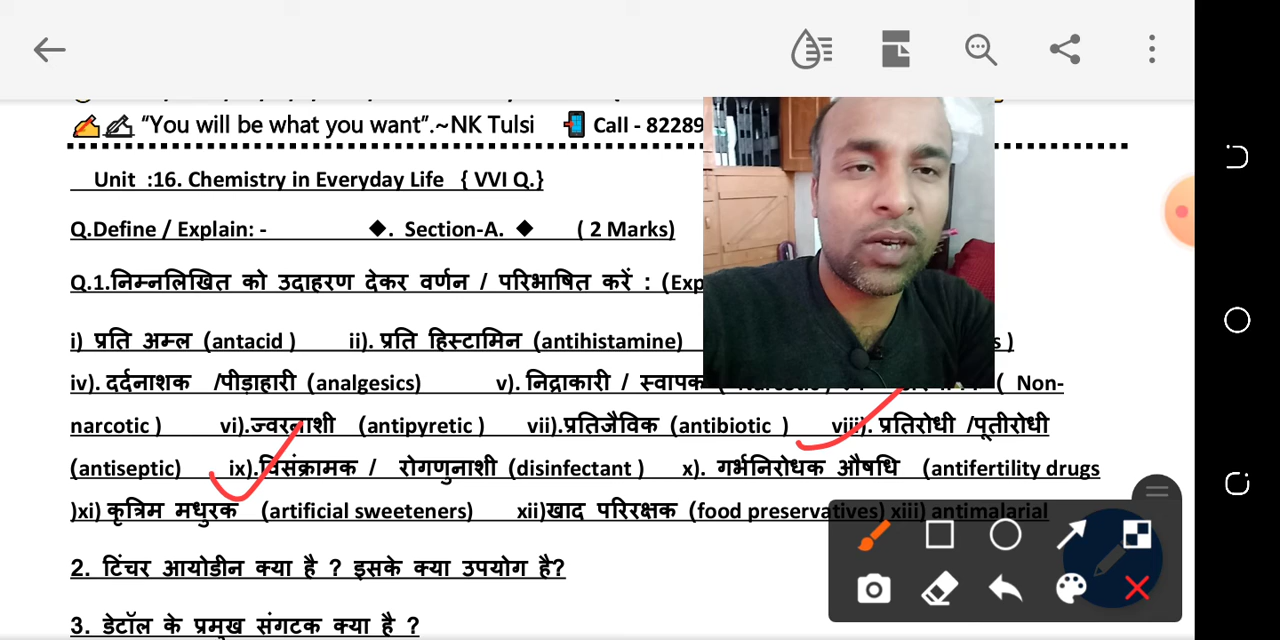 "You will be what you want".~NK Tulsi Call - 82289
Unit :16. Chemistry in Everyday Life { VVI Q.}
Q.Define / Explain: - ◆. Section-A. ◆ ( 2 Marks)
Q.1.निम्नलिखित को उदाहरण देकर वर्णन / परिभाषित करें : (Exp
i) प्रति अम्ल (antacid ) ii). प्रति हिस्टामिन (antihistamine) )
iv). दर्दनाशक /पीड़ाहारी (analgesics) v). निद्राकारी / स्वापक ( Non-
narcotic ) vi).ज्वरनाशी (antipyretic ) vii).प्रतिजैविक (antibiotic ) viii). प्रतिरोधी /पूतीरोधी
(antiseptic) ix).विसंक्रामक / रोगणुनाशी (disinfectant ) x). गर्भनिरोधक औषधि (antifertility drugs
)xi) कृत्रिम मधुरक (artificial sweeteners) xii)खाद परिरक्षक (food preservatives) xiii) antimalarial
2. टिंचर आयोडीन क्या है ? इसके क्या उपयोग है?
3. डेटॉल के प्रमुख संगटक क्या है ?